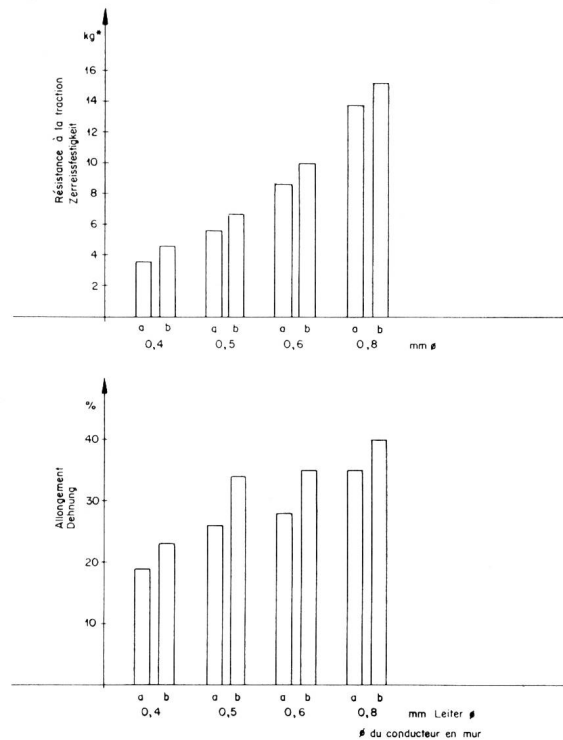 kg*
16
14
12
10
8
6
4
2
Résistance à la traction
Zerreissfestigkeit
a b a b a b a b
0,4 0,5 0,6 0,8 mm ø
%
40
30
20
10
Allongement
Dehnung
a b a b a b a b
0,4 0,5 0,6 0,8 mm Leiter ø
ø du conducteur en mur